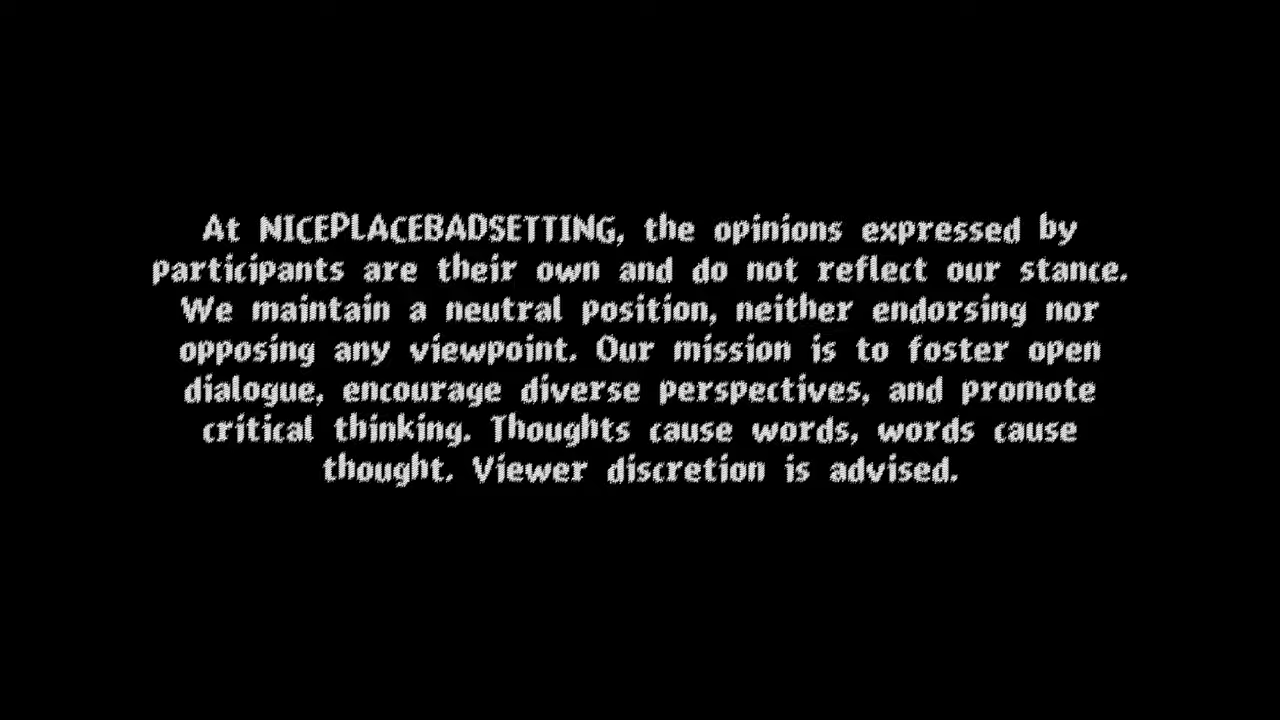 At NICEPLACEBADSETTING, the opinions expressed by
participants are their own and do not reflect our stance.
We maintain a neutral position, neither endorsing nor
opposing any viewpoint. Our mission is to foster open
dialogue, encourage diverse perspectives, and promote
critical thinking. Thoughts cause words, words cause
thought. Viewer discretion is advised.